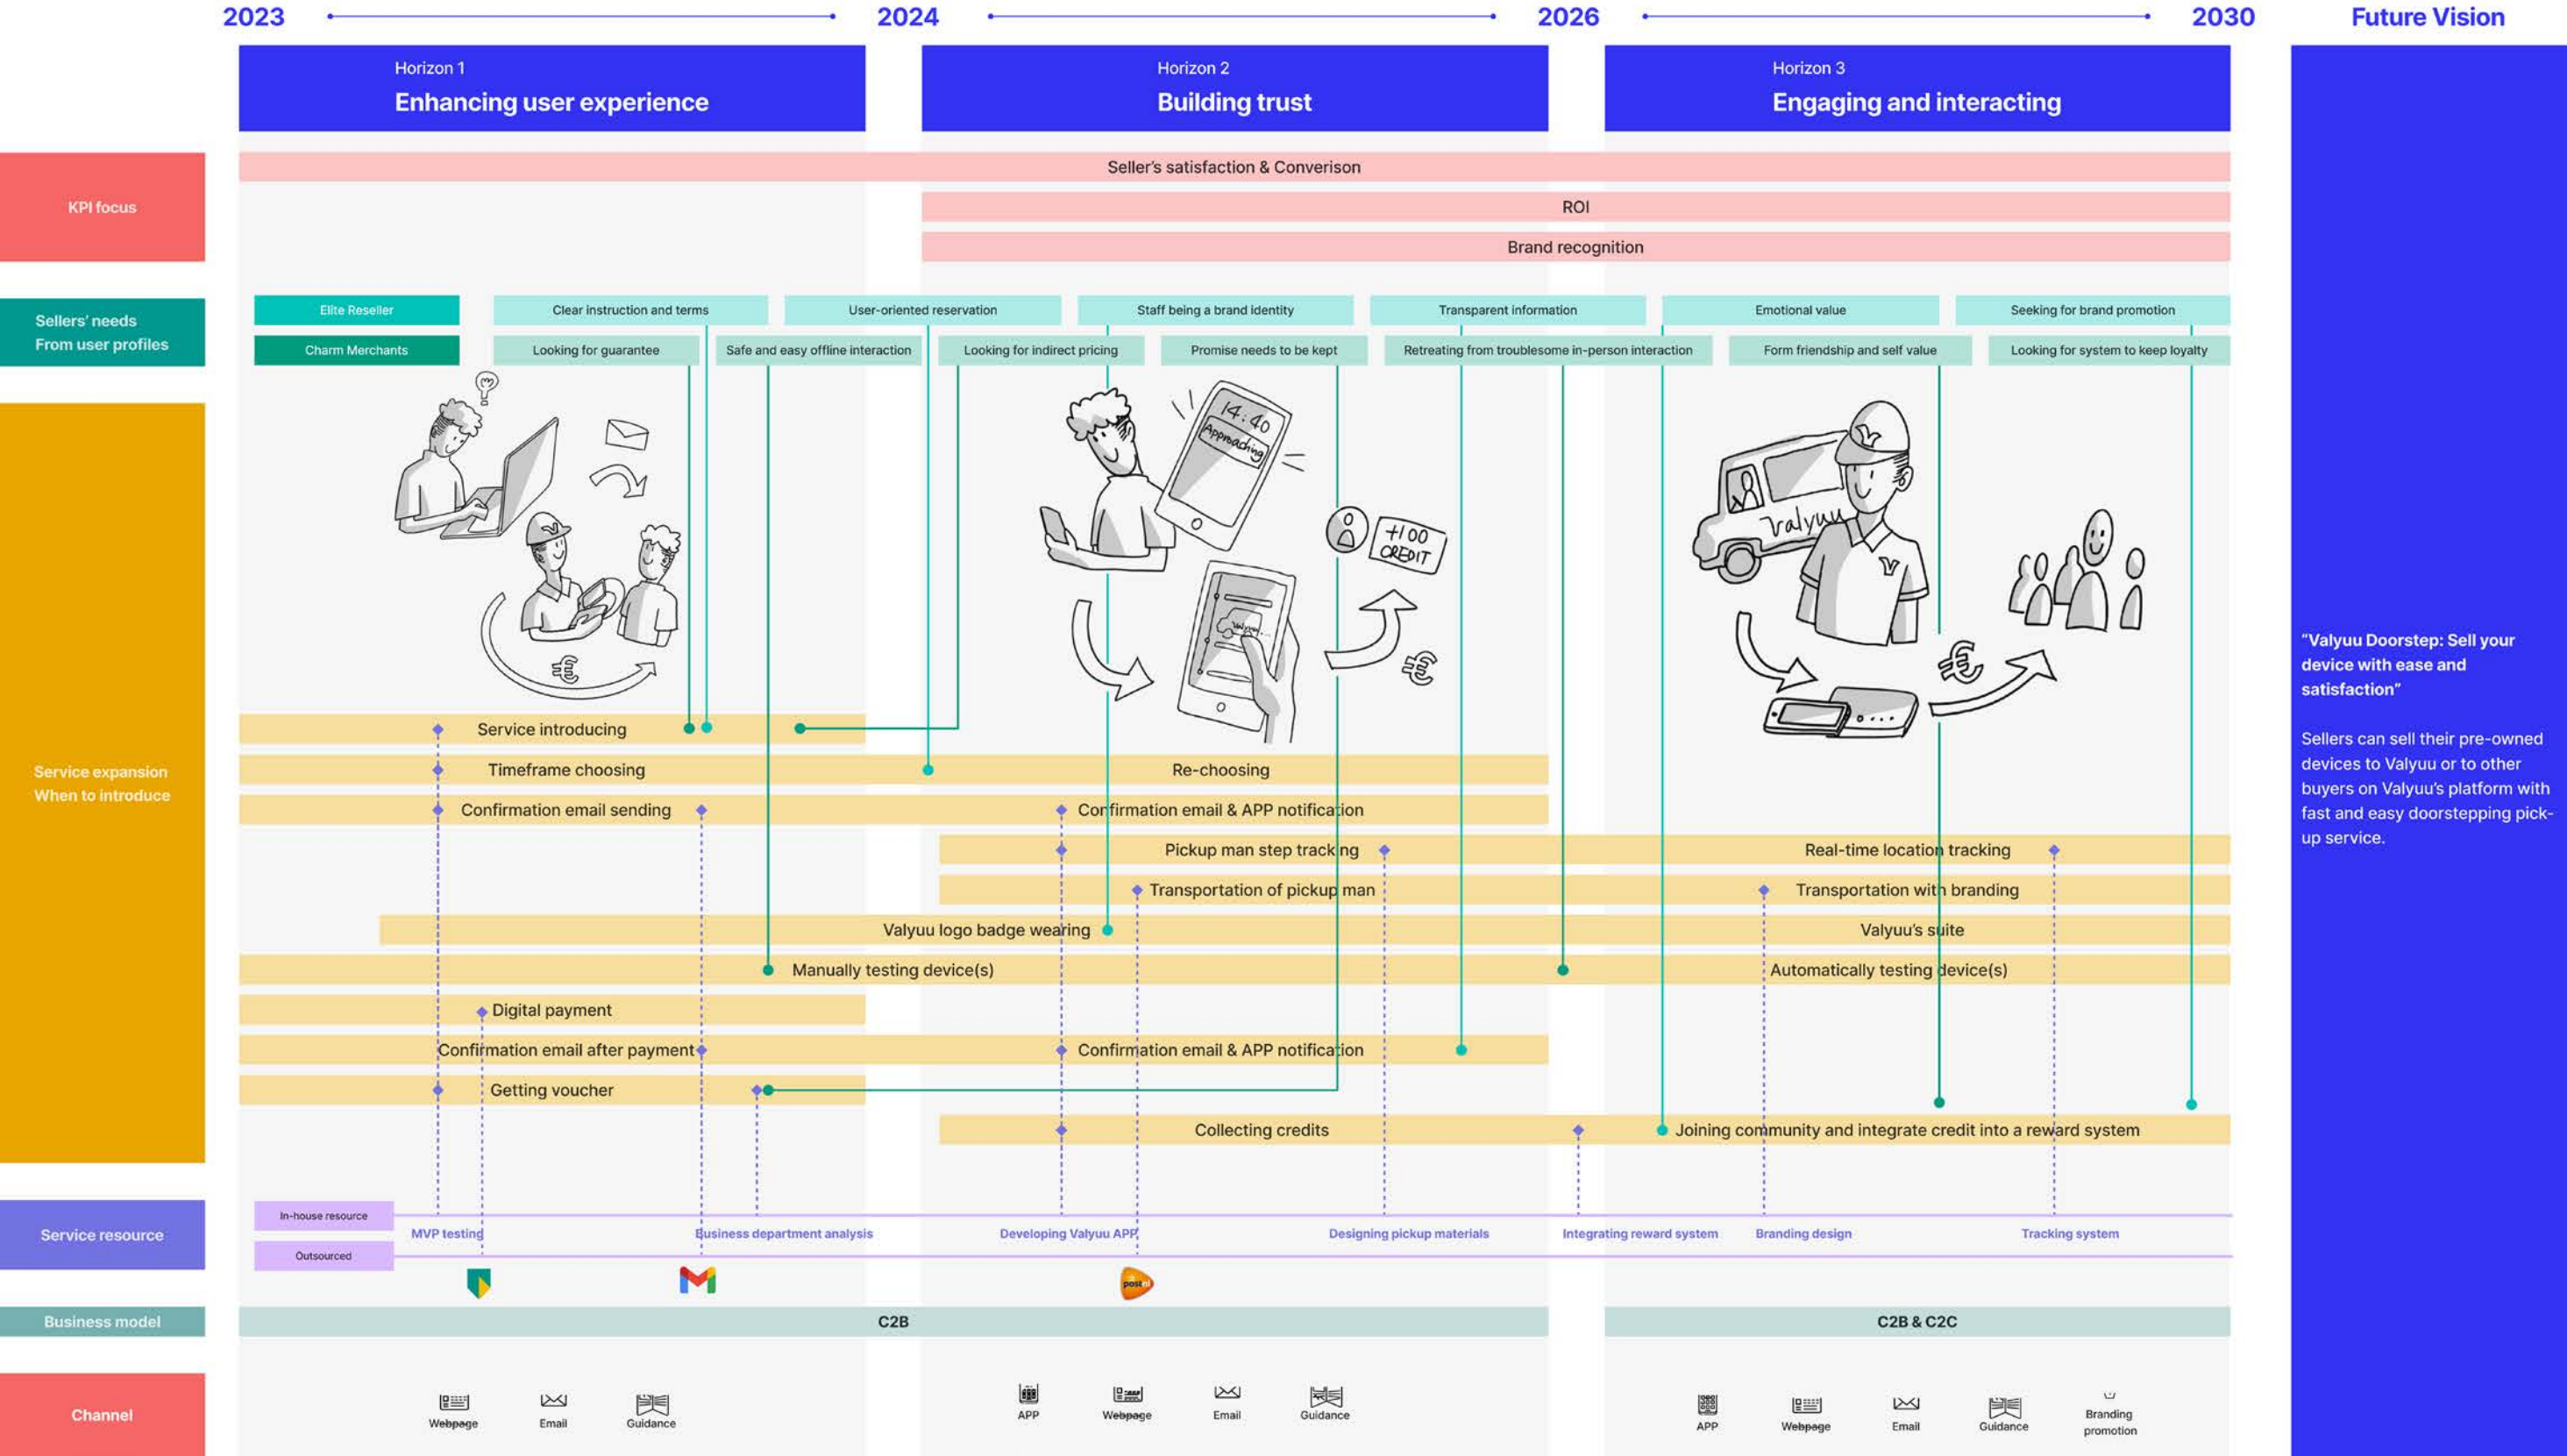 2023
2024
2026
2030
Future Vision
Horizon 1
Enhancing user experience
Horizon 2
Building trust
Horizon 3
Engaging and interacting
KPI focus
Seller's satisfaction & Converison
ROI
Brand recognition
Sellers' needs
From user profiles
Elite Reseller
Clear instruction and terms
User-oriented reservation
Staff being a brand identity
Transparent information
Emotional value
Seeking for brand promotion
Charm Merchants
Looking for guarantee
Safe and easy offline interaction
Looking for indirect pricing
Promise needs to be kept
Retreating from troublesome in-person interaction
Form friendship and self value
Looking for system to keep loyalty
14:40
Approaching
+100
CREDIT
Valyuu
V
€
€
€
Valyuu...
Service expansion
When to introduce
Service introducing
Timeframe choosing
Re-choosing
Confirmation email sending
Confirmation email & APP notification
Pickup man step tracking
Real-time location tracking
Transportation of pickup man
Transportation with branding
Valyuu logo badge wearing
Valyuu's suite
Manually testing device(s)
Automatically testing device(s)
Digital payment
Confirmation email after payment
Confirmation email & APP notification
Getting voucher
Collecting credits
Joining community and integrate credit into a reward system
"Valyuu Doorstep: Sell your
device with ease and
satisfaction"
Sellers can sell their pre-owned
devices to Valyuu or to other
buyers on Valyuu's platform with
fast and easy doorstepping pick-
up service.
Service resource
In-house resource
Outsourced
MVP testing
Business department analysis
Developing Valyuu APP
Designing pickup materials
Integrating reward system
Branding design
Tracking system
postnl
Business model
C2B
C2B & C2C
Channel
Webpage
Email
Guidance
APP
Webpage
Email
Guidance
APP
Webpage
Email
Guidance
Branding
promotion